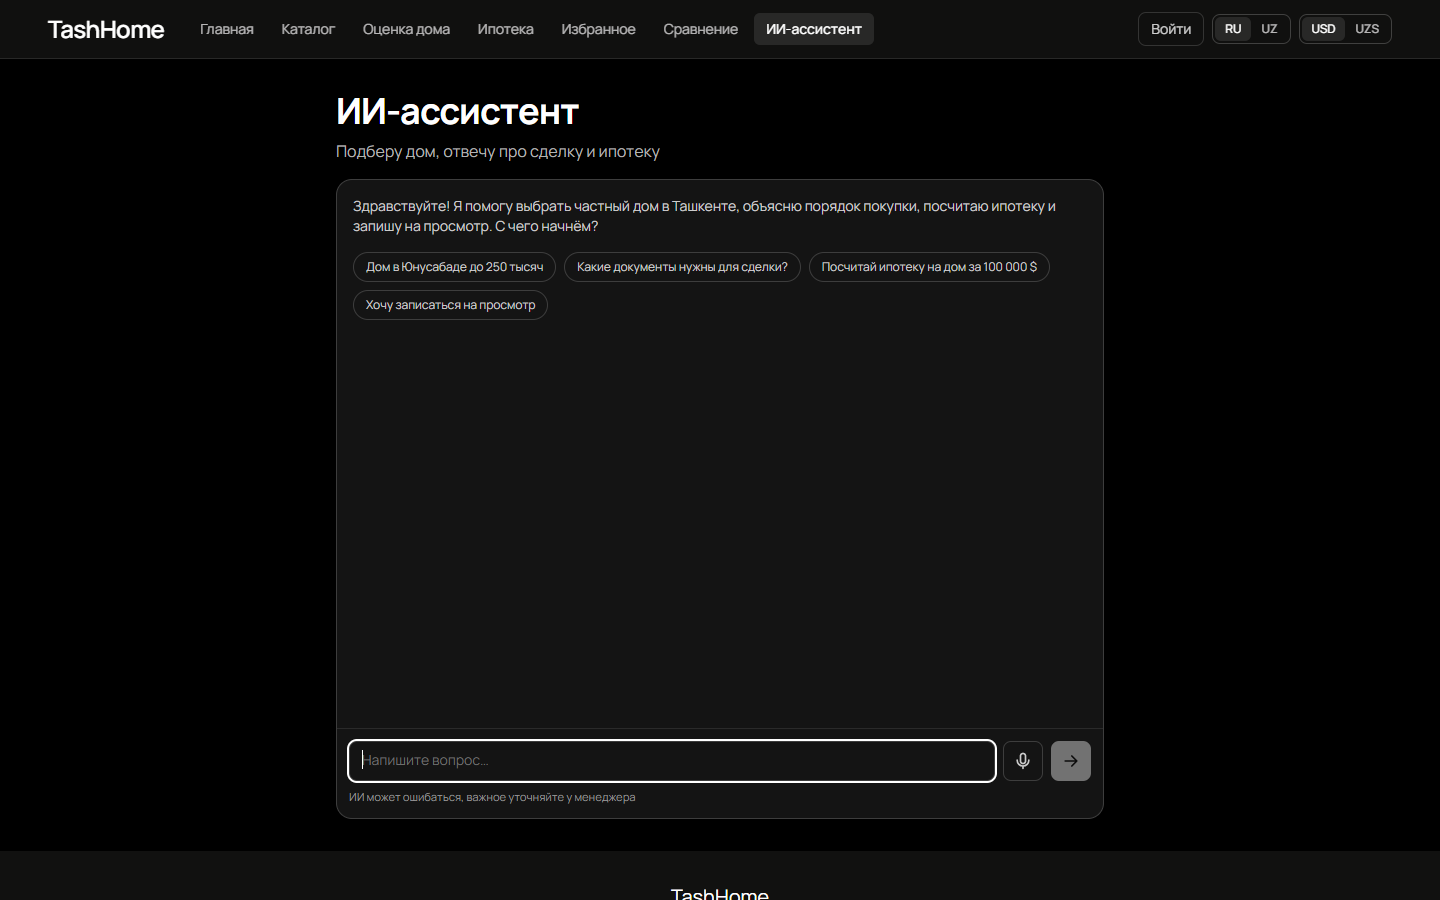 TashHome
Главная
Каталог
Оценка дома
Ипотека
Избранное
Сравнение
ИИ-ассистент
Войти
RU
UZ
USD
UZS
ИИ-ассистент
Подберу дом, отвечу про сделку и ипотеку
Здравствуйте! Я помогу выбрать частный дом в Ташкенте, объясню порядок покупки, посчитаю ипотеку и
запишу на просмотр. С чего начнём?
Дом в Юнусабаде до 250 тысяч
Какие документы нужны для сделки?
Посчитай ипотеку на дом за 100 000 $
Хочу записаться на просмотр
Напишите вопрос...
ИИ может ошибаться, важное уточняйте у менеджера
TashHome